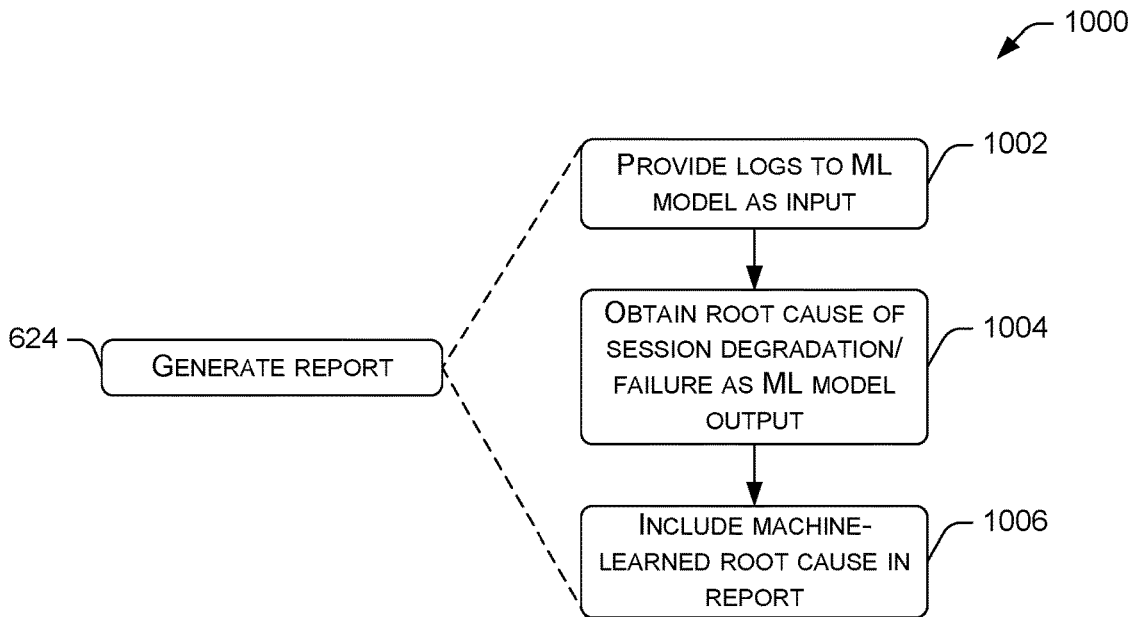 1000
PROVIDE LOGS TO ML
MODEL AS INPUT
1002
OBTAIN ROOT CAUSE OF
SESSION DEGRADATION/
FAILURE AS ML MODEL
OUTPUT
1004
624
GENERATE REPORT
INCLUDE MACHINE-
LEARNED ROOT CAUSE IN
REPORT
1006